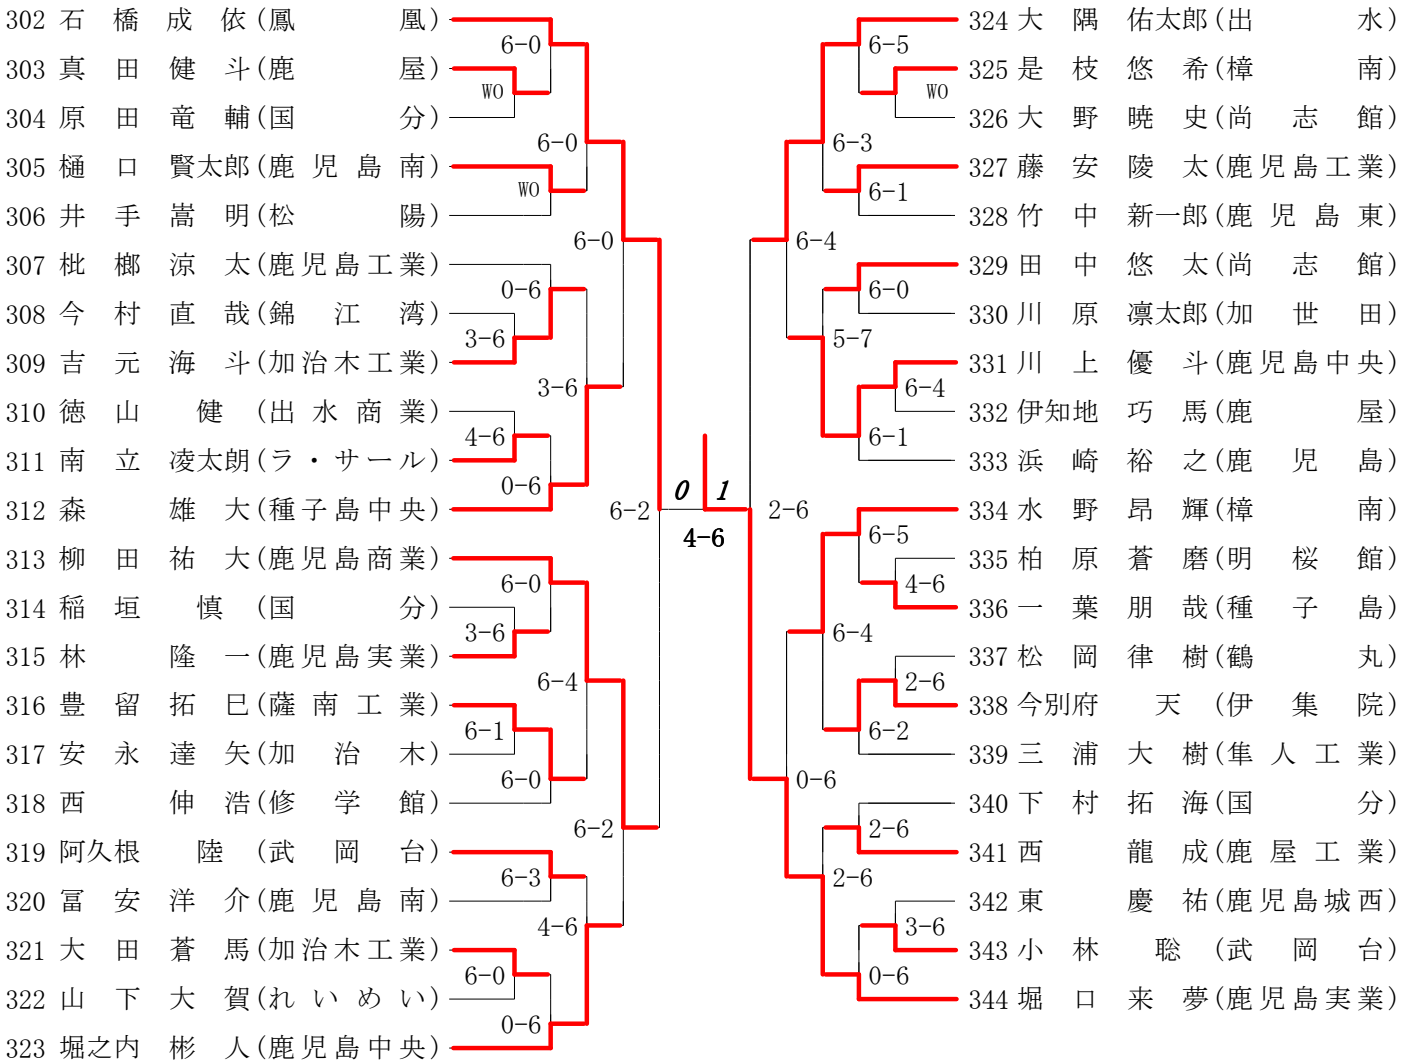 302 石橋成依(鳳凰)
303 真田健斗(鹿屋)
304 原田竜輔(国分)
305 樋口賢太郎(鹿児島南)
306 井手嵩明(松陽)
307 枇榔涼太(鹿児島工業)
308 今村直哉(錦江湾)
309 吉元海斗(加治木工業)
310 徳山健(出水商業)
311 南立凌太朗(ラ・サール)
312 森雄大(種子島中央)
313 柳田祐大(鹿児島商業)
314 稲垣慎(国分)
315 林隆一(鹿児島実業)
316 豊留拓巳(薩南工業)
317 安永達矢(加治木)
318 西伸浩(修学館)
319 阿久根陸(武岡台)
320 冨安洋介(鹿児島南)
321 大田蒼馬(加治木工業)
322 山下大賀(れいめい)
323 堀之内彬人(鹿児島中央)
6-0
WO
6-0
WO
6-0
0-6
3-6
3-6
4-6
0-6
6-2
6-0
3-6
6-4
6-1
6-0
6-2
6-3
4-6
6-0
0-6
0 1
4-6
324 大隅佑太郎(出水)
325 是枝悠希(樟南)
326 大野暁史(尚志館)
327 藤安陵太(鹿児島工業)
328 竹中新一郎(鹿児島東)
329 田中悠太(尚志館)
330 川原凛太郎(加世田)
331 川上優斗(鹿児島中央)
332 伊知地巧馬(鹿屋)
333 浜崎裕之(鹿児島)
334 水野昂輝(樟南)
335 柏原蒼磨(明桜館)
336 一葉朋哉(種子島)
337 松岡律樹(鶴丸)
338 今別府天(伊集院)
339 三浦大樹(隼人工業)
340 下村拓海(国分)
341 西龍成(鹿屋工業)
342 東慶祐(鹿児島城西)
343 小林聡(武岡台)
344 堀口来夢(鹿児島実業)
6-5
WO
6-3
6-1
6-4
6-0
5-7
6-4
6-1
2-6
6-5
4-6
6-4
2-6
6-2
0-6
2-6
2-6
3-6
0-6